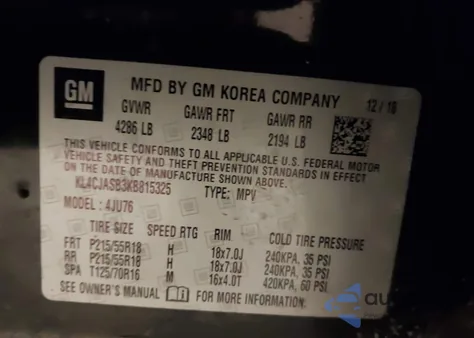 GM
MFD BY GM KOREA COMPANY
12 / 18
GVWR GAWR FRT GAWR RR
4286 LB 2348 LB 2194 LB
THIS VEHICLE CONFORMS TO ALL APPLICABLE U.S. FEDERAL MOTOR
VEHICLE SAFETY AND THEFT PREVENTION STANDARDS IN EFFECT
ON THE DATE OF MANUFACTURE SHOWN ABOVE.
KL4CJASB3KB815325 TYPE: MPV
MODEL : 4JU76
TIRE SIZE SPEED RTG RIM COLD TIRE PRESSURE
FRT P215/55R18 H 18x7.0J 240KPA, 35 PSI
RR P215/55R18 H 18x7.0J 240KPA, 35 PSI
SPA T125/70R16 M 16x4.0T 420KPA, 60 PSI
SEE OWNER'S MANUAL FOR MORE INFORMATION.